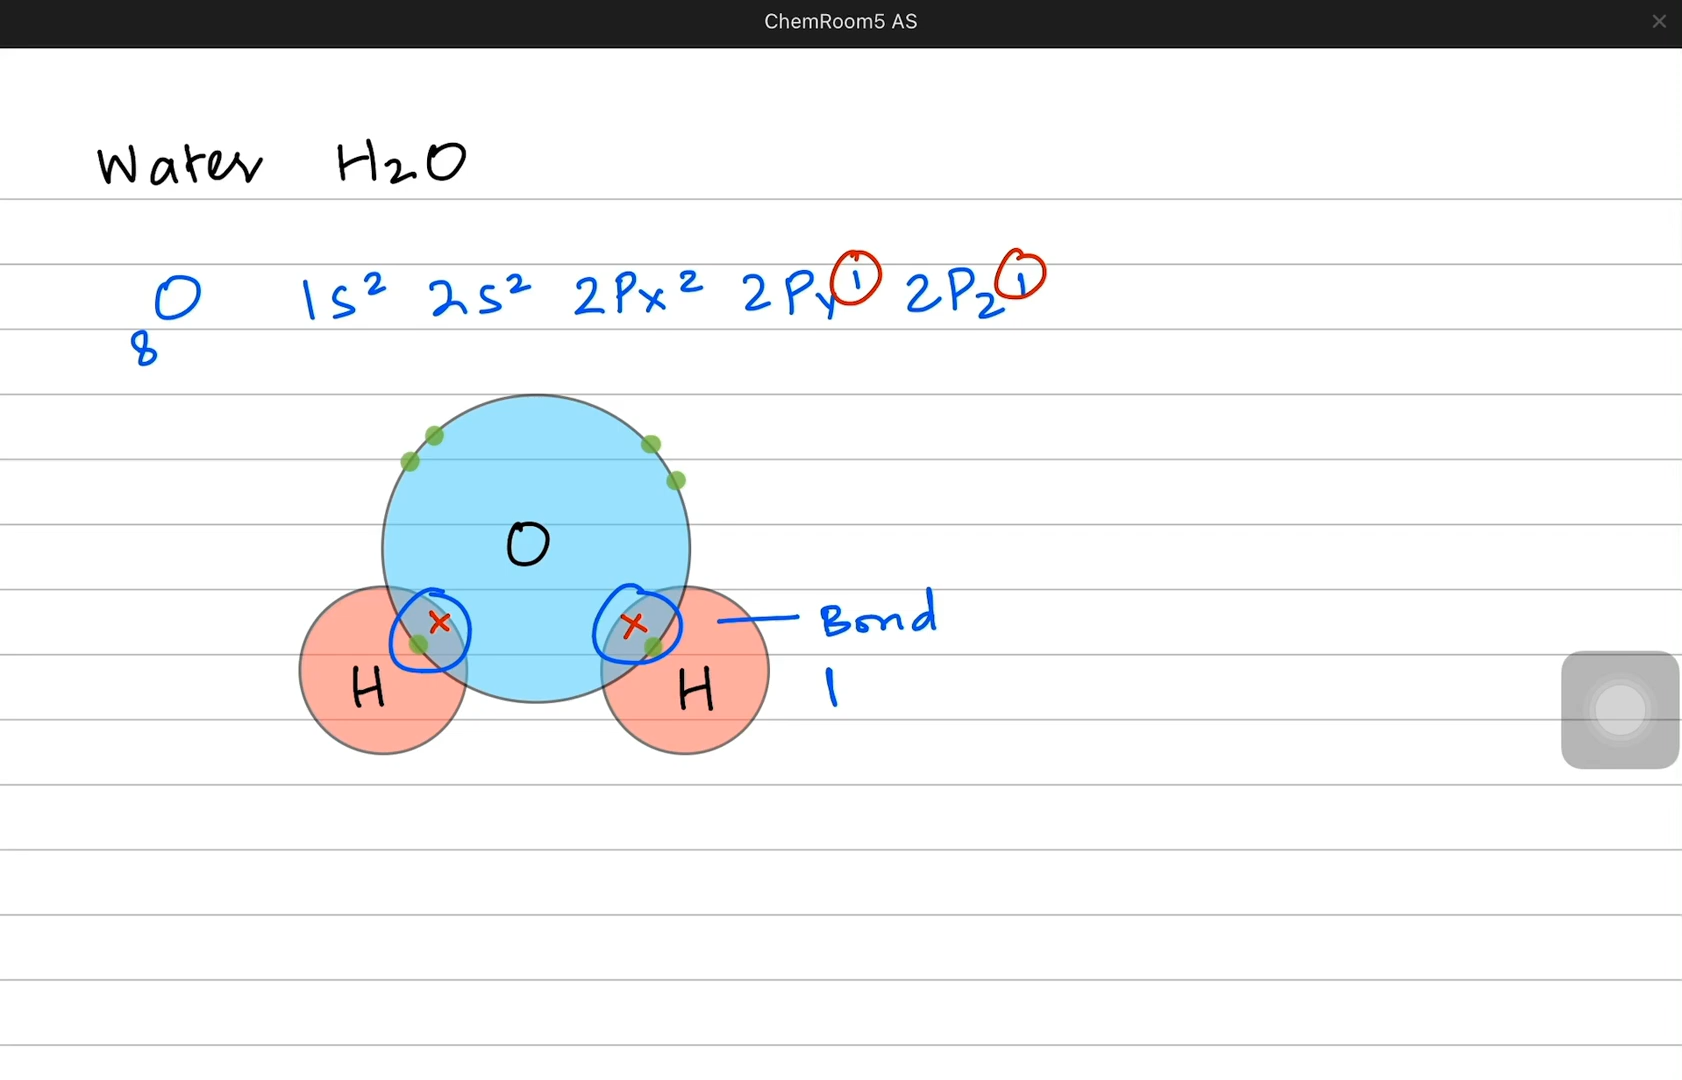 ChemRoom5 AS
Water H₂O
₈O 1s² 2s² 2Px² 2Py¹ 2Pz¹
O
x x
Bond
H H
1